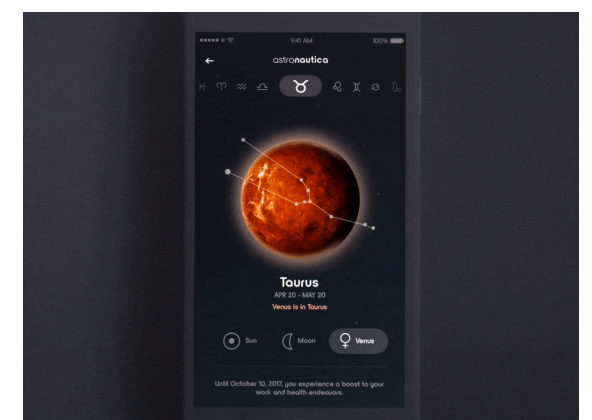 9:41 AM
100%
astronautica
Taurus
APR 20 - MAY 20
Venus is in Taurus
Sun
Moon
Venus
Until October 10, 2017, you experience a boost to your
work and health endeavors.